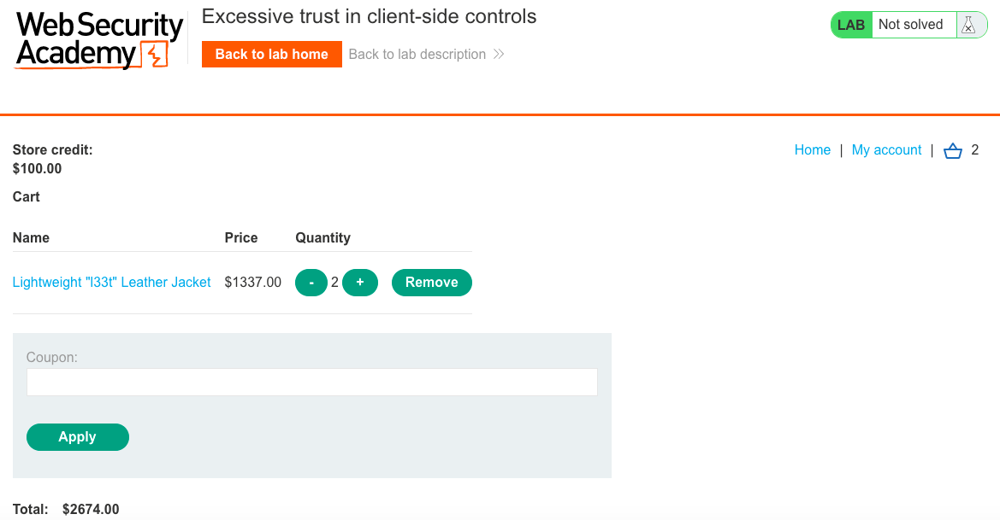 Web Security
Academy
Excessive trust in client-side controls
Back to lab home
Back to lab description
LAB Not solved
Store credit:
$100.00
Home | My account | 2
Cart
Name Price Quantity
Lightweight "l33t" Leather Jacket $1337.00 - 2 + Remove
Coupon:
Apply
Total: $2674.00